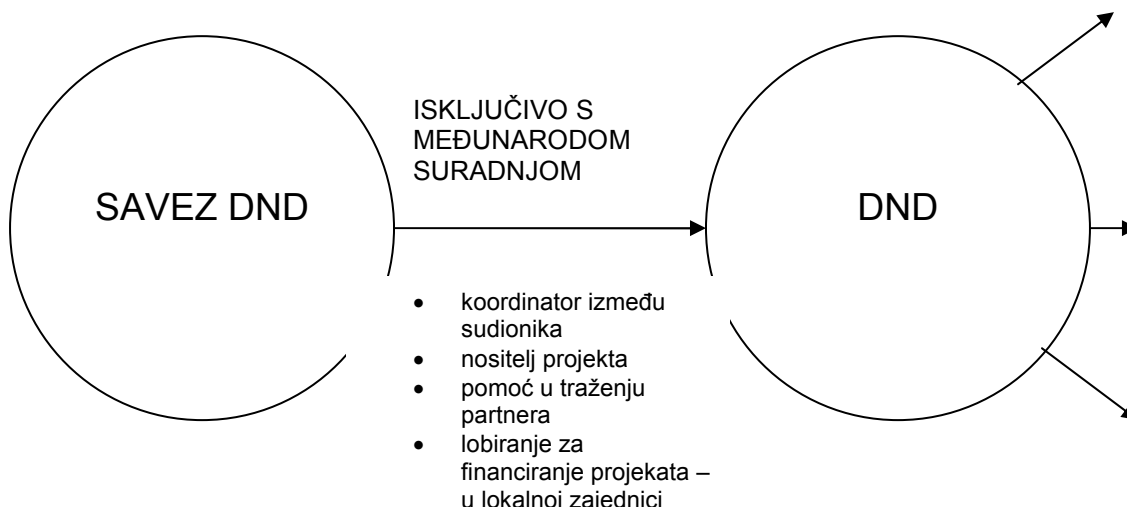 ISKLJUČIVO S
MEĐUNARODOM
SURADNJOM
SAVEZ DND
DND
• koordinator između
sudionika
• nositelj projekta
• pomoć u traženju
partnera
• lobiranje za
financiranje projekata –
u lokalnoj zajednici